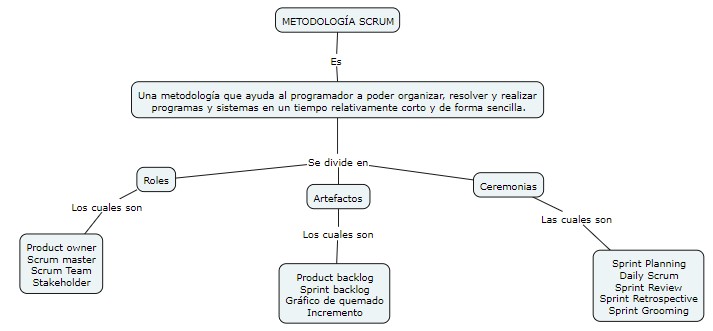 METODOLOGÍA SCRUM
Es
Una metodología que ayuda al programador a poder organizar, resolver y realizar
programas y sistemas en un tiempo relativamente corto y de forma sencilla.
Se divide en
Roles
Artefactos
Ceremonias
Los cuales son
Los cuales son
Las cuales son
Product owner
Scrum master
Scrum Team
Stakeholder
Product backlog
Sprint backlog
Gráfico de quemado
Incremento
Sprint Planning
Daily Scrum
Sprint Review
Sprint Retrospective
Sprint Grooming